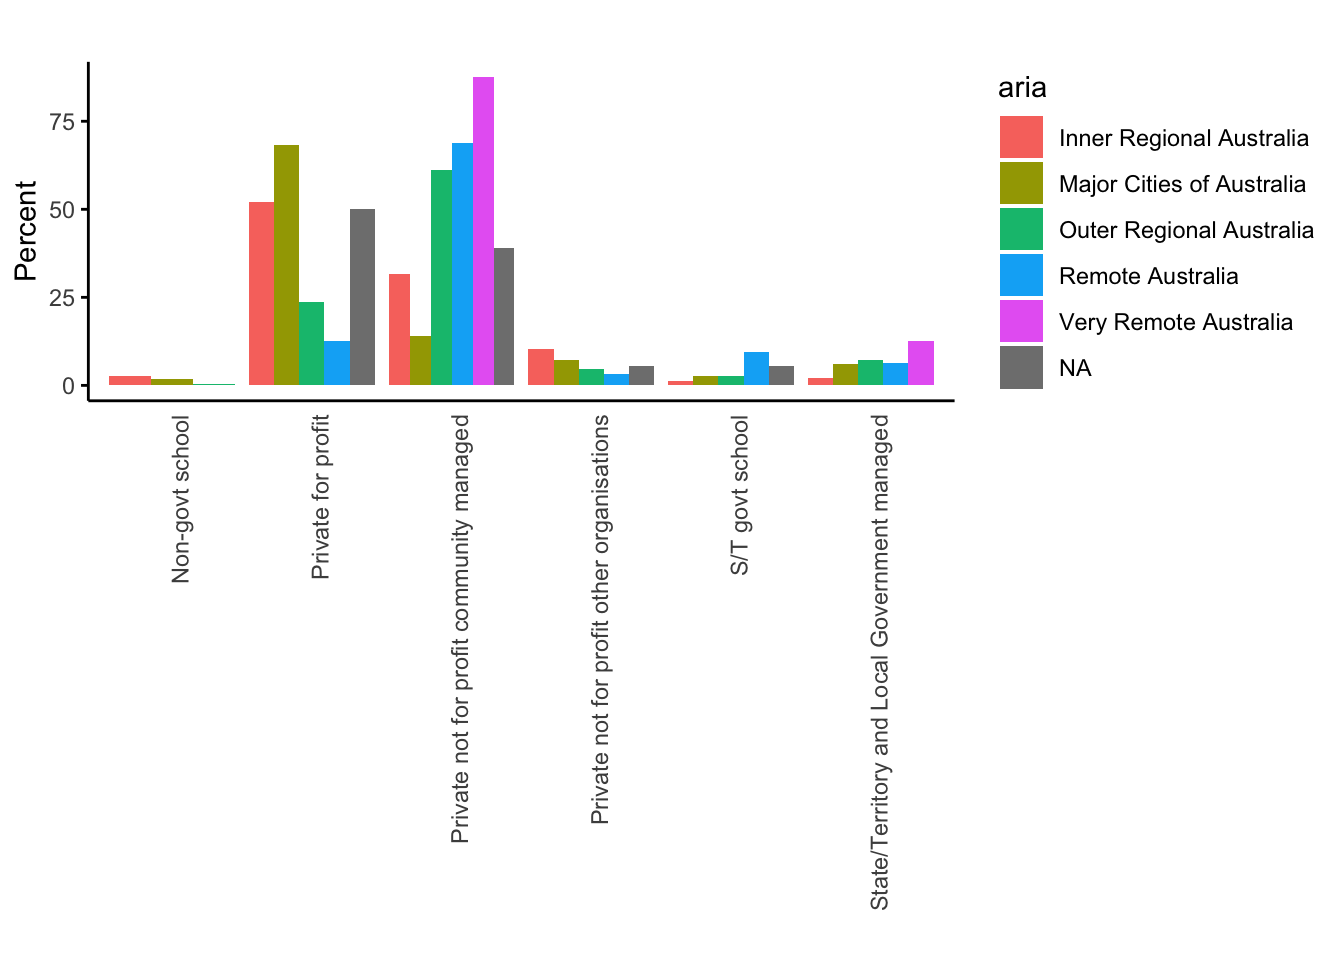 aria
Inner Regional Australia
Major Cities of Australia
Outer Regional Australia
Remote Australia
Very Remote Australia
NA
Percent
75
50
25
0
Non-govt school
Private for profit
Private not for profit community managed
Private not for profit other organisations
S/T govt school
State/Territory and Local Government managed